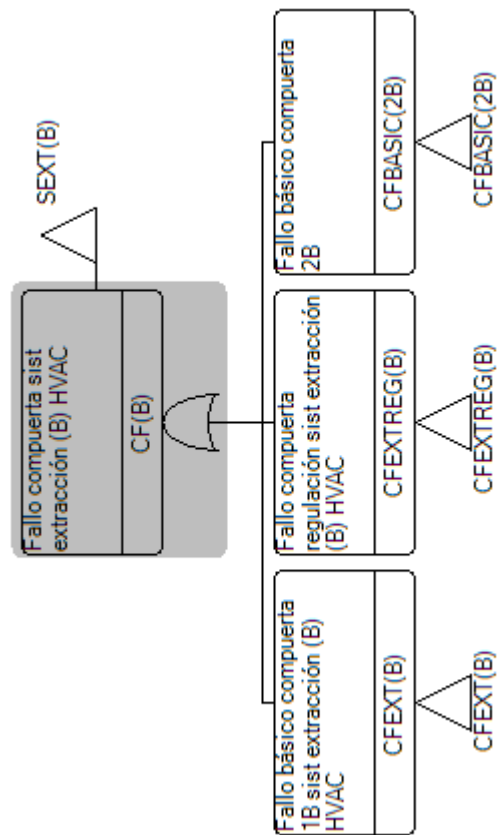 SEXT(B)
Fallo compuerta sist
extracción (B) HVAC
CF(B)
Fallo básico compuerta
1B sist extracción (B)
HVAC
CFEXT(B)
CFEXT(B)
Fallo compuerta
regulación sist extracción
(B) HVAC
CFEXTREG(B)
CFEXTREG(B)
Fallo básico compuerta
2B
CFBASIC(2B)
CFBASIC(2B)